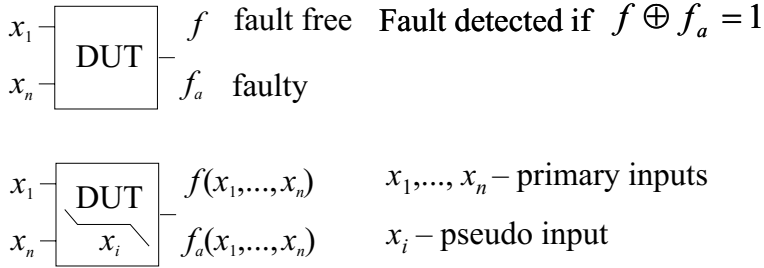 x₁ DUT f fault free Fault detected if f ⊕ fₐ = 1
xₙ fₐ faulty
x₁ DUT f(x₁,...,xₙ) x₁,..., xₙ – primary inputs
xₙ xᵢ fₐ(x₁,...,xₙ) xᵢ – pseudo input